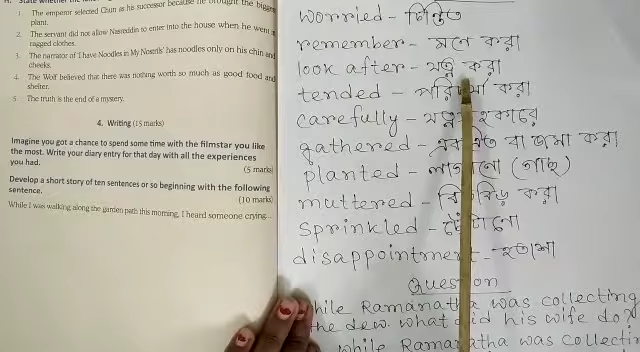 1 The emperor selected Chun as his successor because he brought the biggest
plant.
2. The servant did not allow Nasreddin to enter into the house when he went
ragged clothes.
3. The narrator of 'I have Noodles in My Nostrils' has noodles only on his chin and
cheeks.
4. The Wolf believed that there was nothing worth so much as good food and
shelter.
5. The truth is the end of a mystery.
4. Writing (15 marks)
Imagine you got a chance to spend some time with the filmstar you like
the most. Write your diary entry for that day with all the experiences
you had. (5 marks)
Develop a short story of ten sentences or so beginning with the following
sentence. (10 marks)
While I was walking along the garden path this morning, I heard someone crying...
worried - চিন্তিত
remember - মনে করা
look after - যত্ন করা
tended - করা
carefully -
gathered - বা জমা করা
planted - (গাছ)
muttered - করা
sprinkled -
disappointment - হতাশা
Question
While Ramanatha was collecting
the dew. what did his wife do?
while Ramanatha was collecti